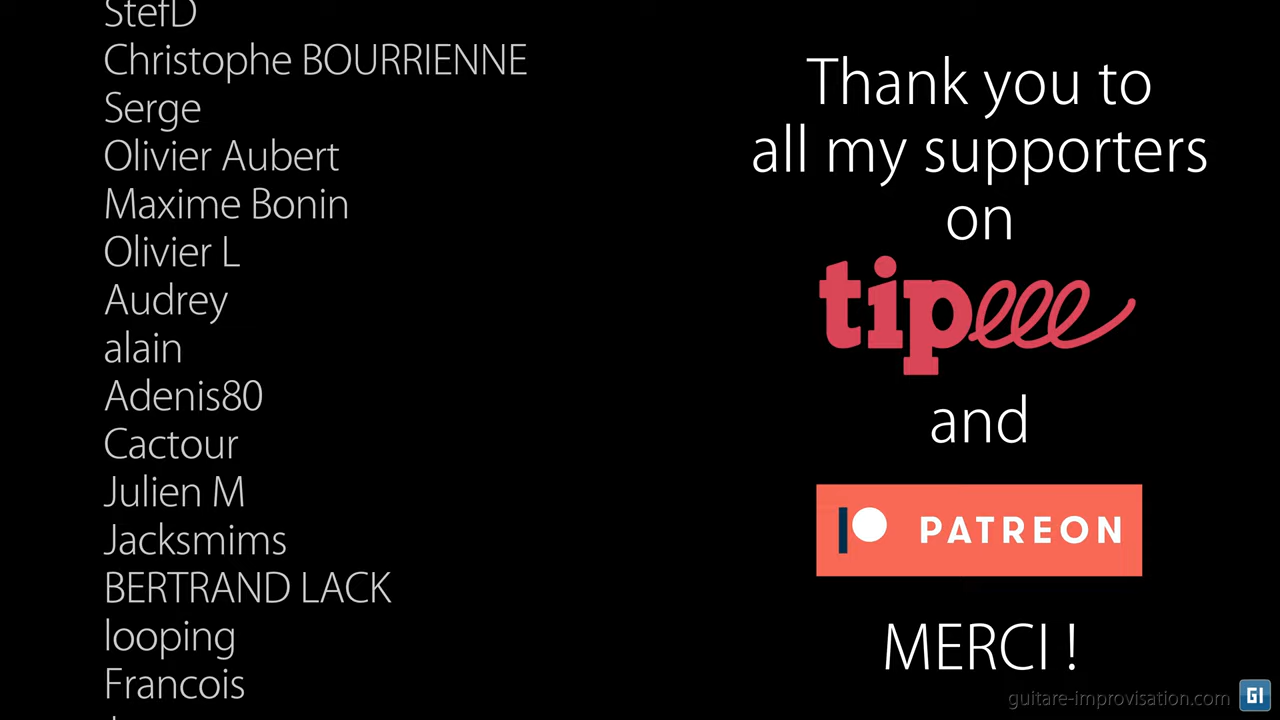 StefD
Christophe BOURRIENNE
Serge
Olivier Aubert
Maxime Bonin
Olivier L
Audrey
alain
Adenis80
Cactour
Julien M
Jacksmims
BERTRAND LACK
looping
Francois
Thank you to
all my supporters
on
tipeee
and
PATREON
MERCI !
guitare-improvisation.com GI